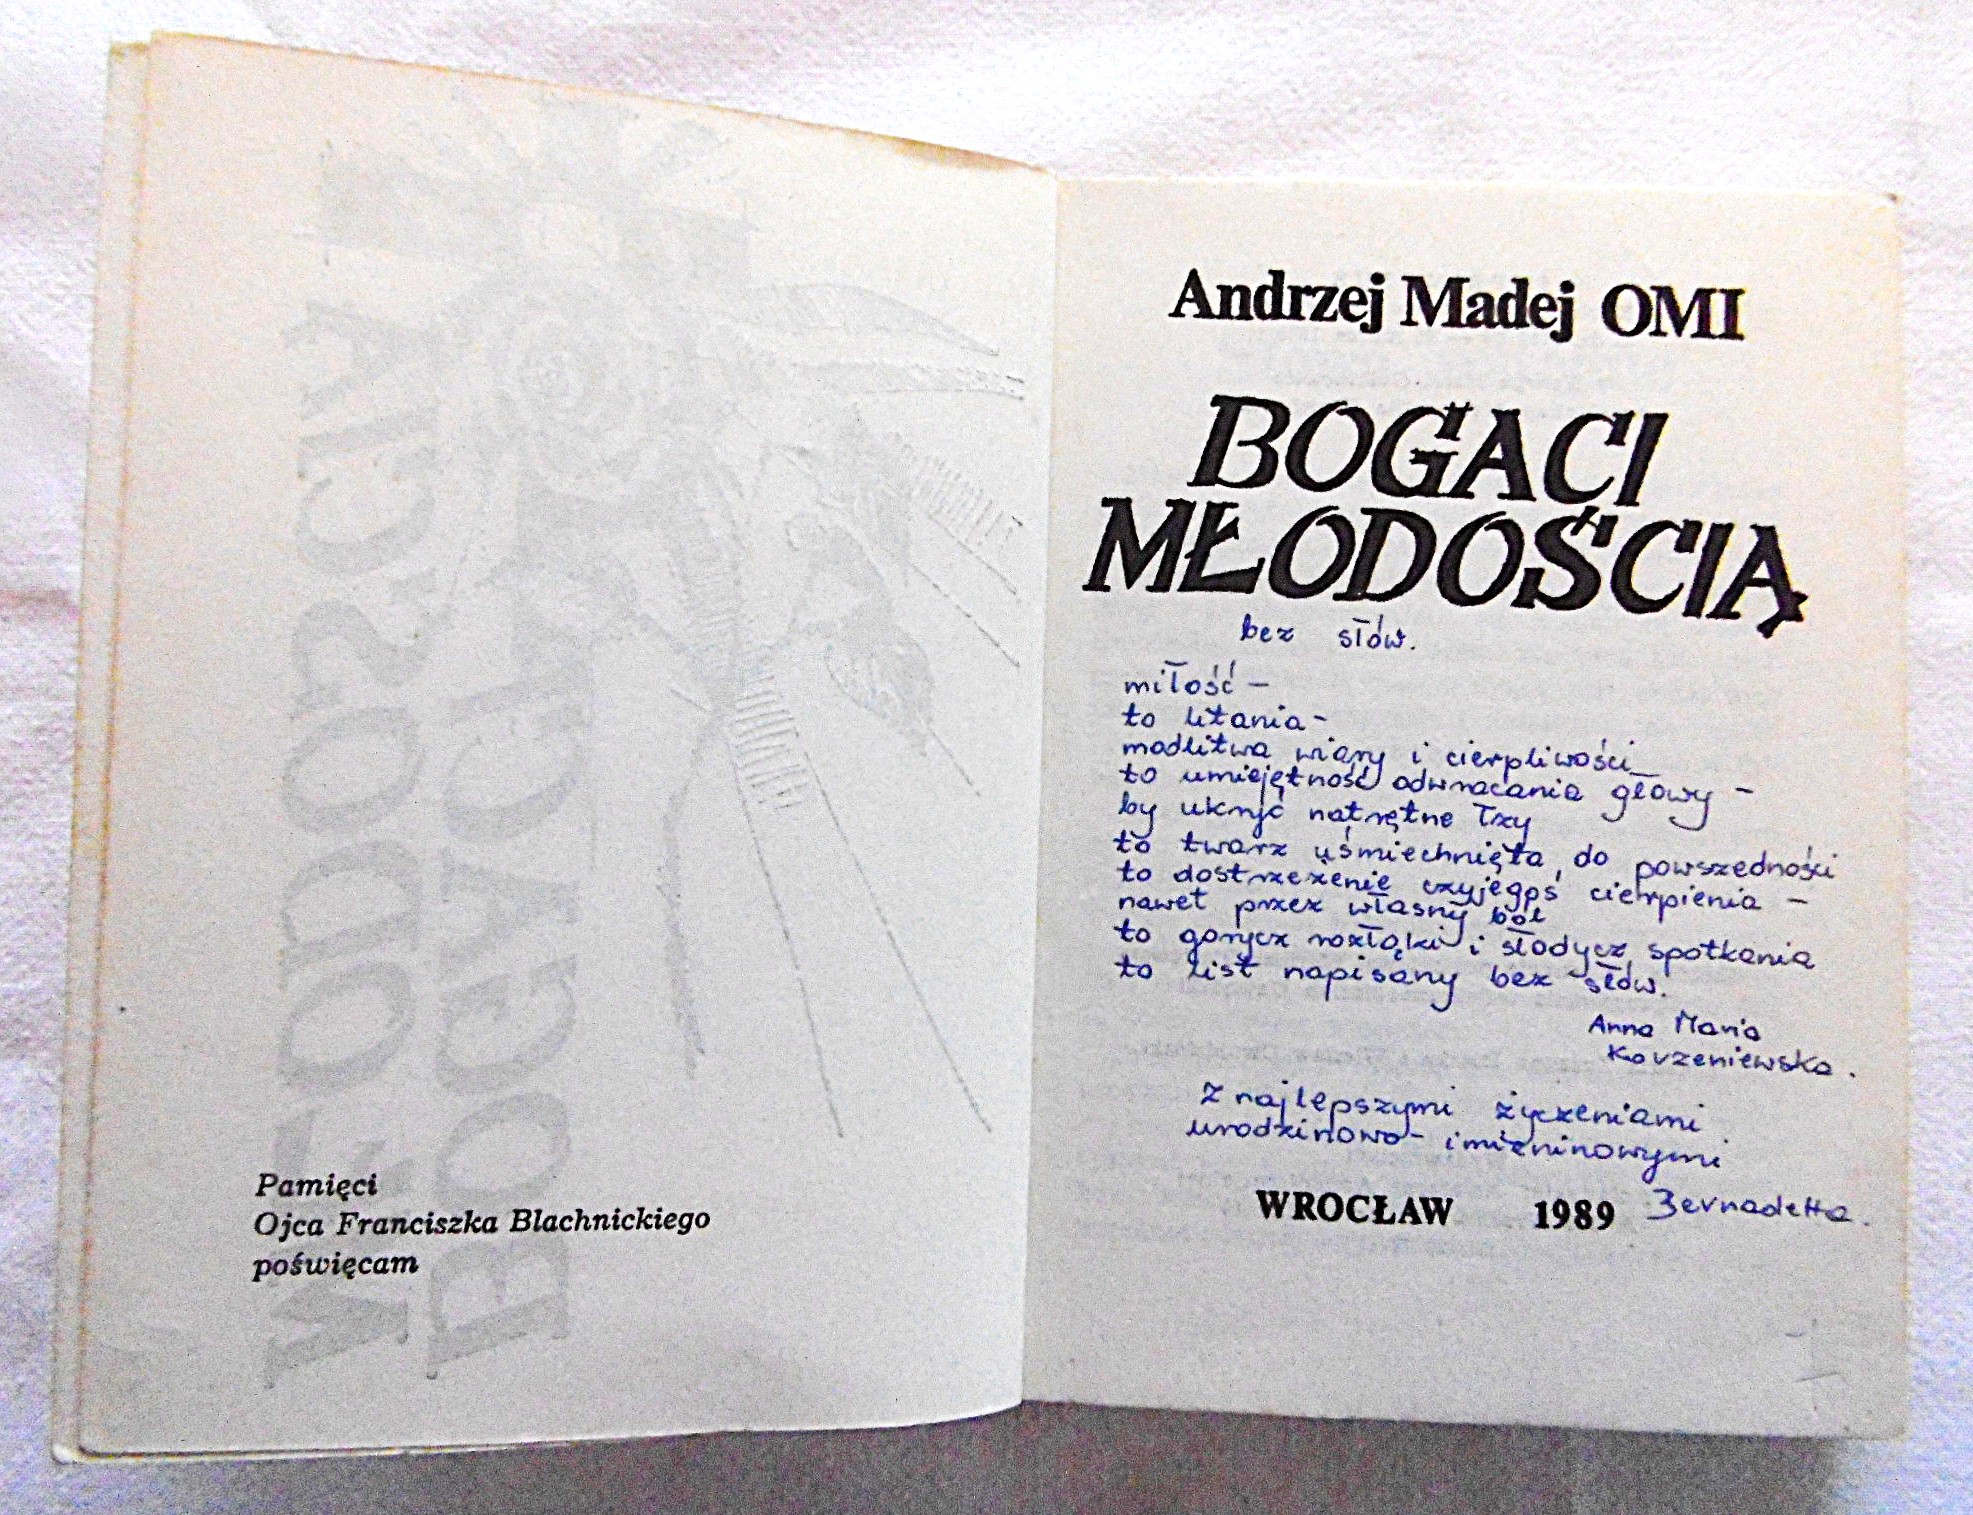 Pamięci
Ojca Franciszka Blachnickiego
poświęcam
Andrzej Madej OMI
BOGACI
MŁODOŚCIĄ
bez słów.
miłość –
to litania –
modlitwa wiary i cierpliwości –
to umiejętność odwracania głowy –
by ukryć natrętne łzy
to twarz uśmiechnięta do powszedności
to dostrzeżenie czyjegoś cierpienia –
nawet przez własny ból
to gorycz rozłąki i słodycz spotkania
to list napisany bez słów.
Anna Maria
Korzeniewska.
Z najlepszymi życzeniami
urodzinowo-imieninowymi
WROCŁAW 1989 Bernadetta.